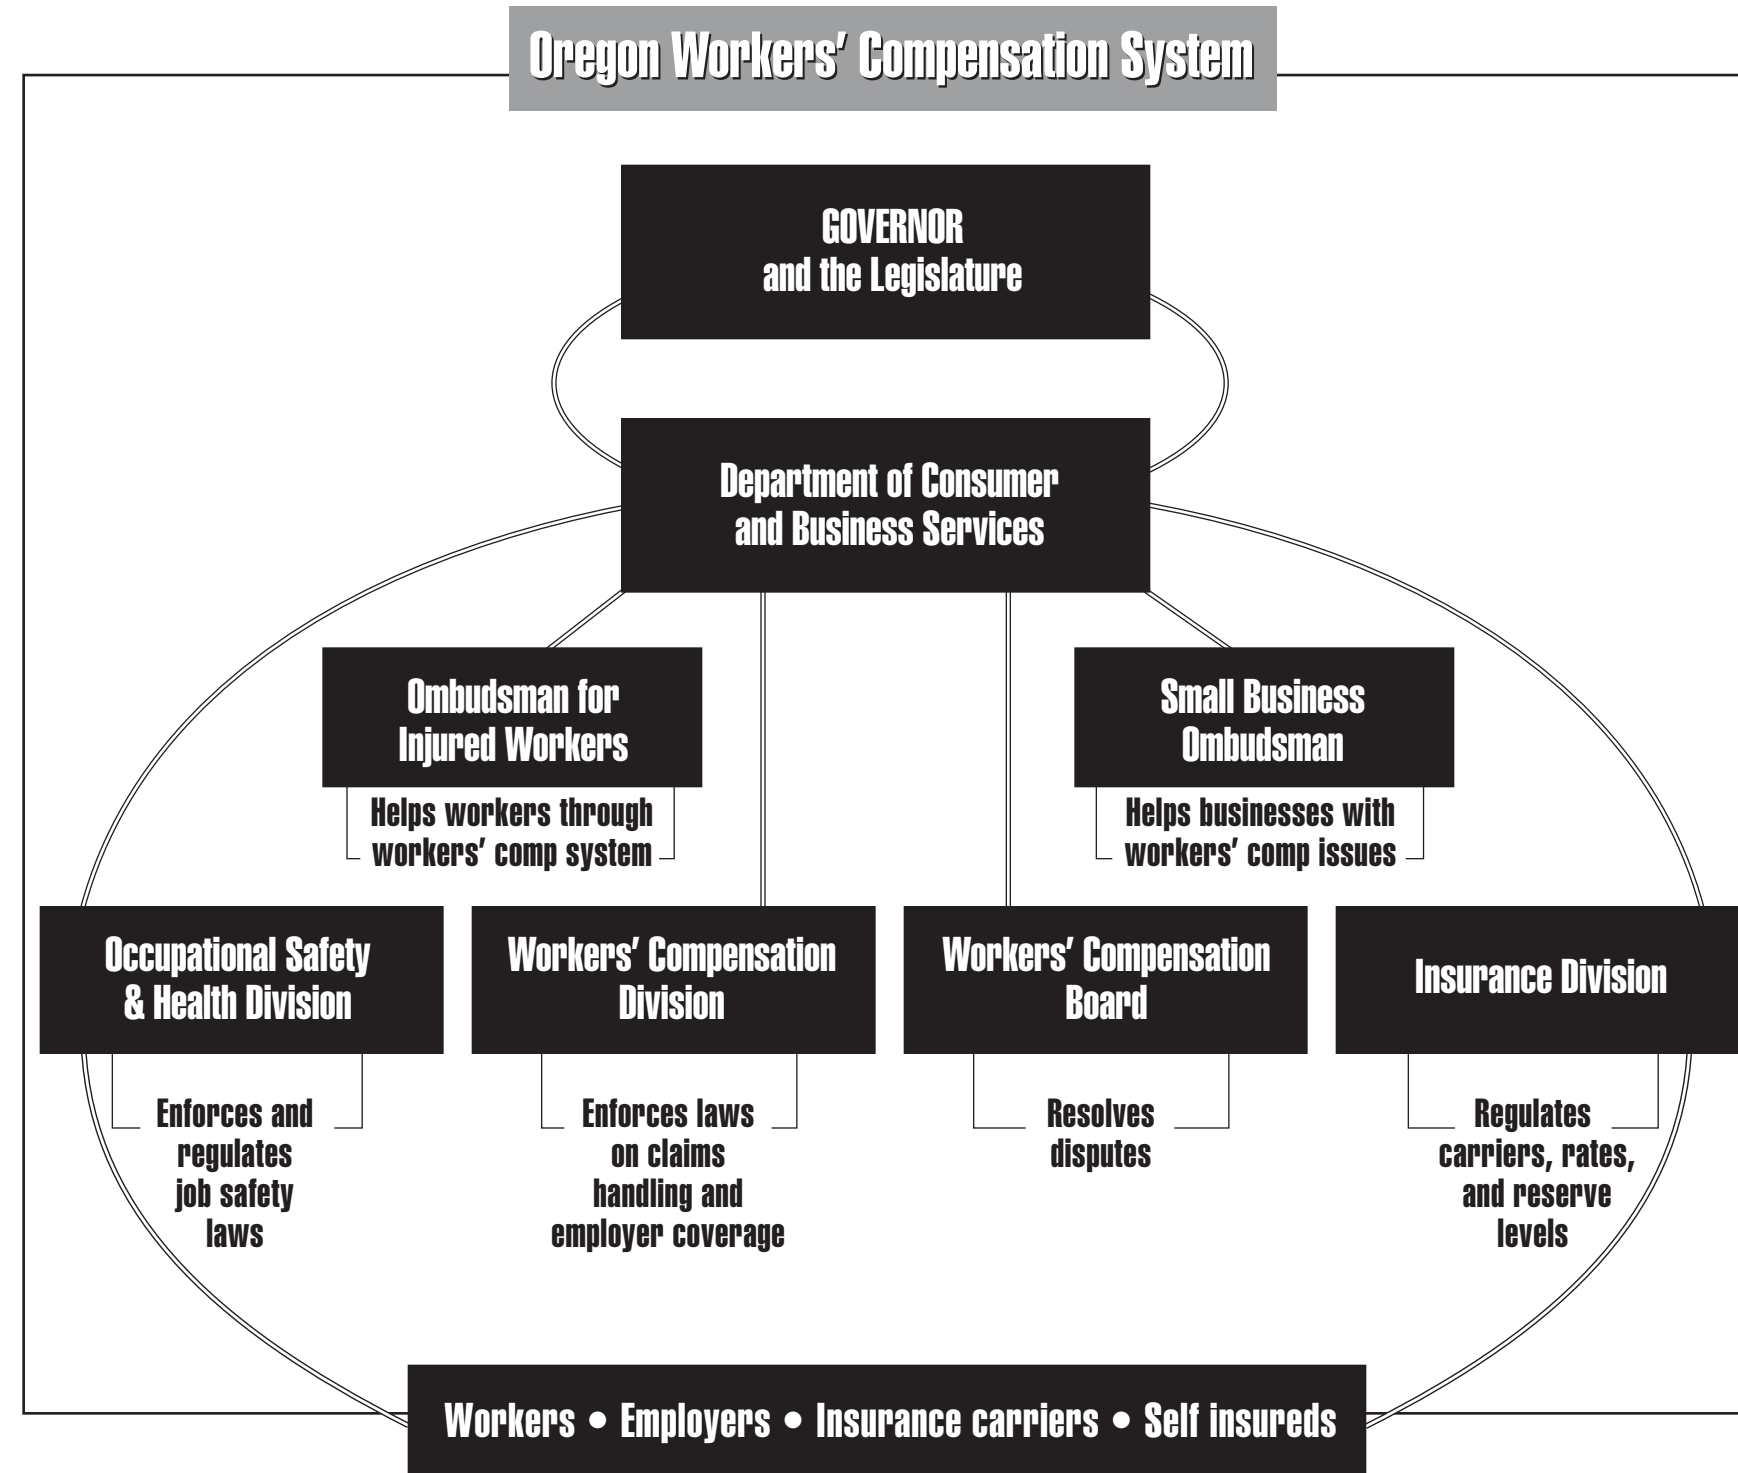 Oregon Workers’ Compensation System
GOVERNOR
and the Legislature
Department of Consumer
and Business Services
Ombudsman for
Injured Workers
Helps workers through
workers’ comp system
Small Business
Ombudsman
Helps businesses with
workers’ comp issues
Occupational Safety
& Health Division
Enforces and
regulates
job safety
laws
Workers’ Compensation
Division
Enforces laws
on claims
handling and
employer coverage
Workers’ Compensation
Board
Resolves
disputes
Insurance Division
Regulates
carriers, rates,
and reserve
levels
Workers • Employers • Insurance carriers • Self insureds